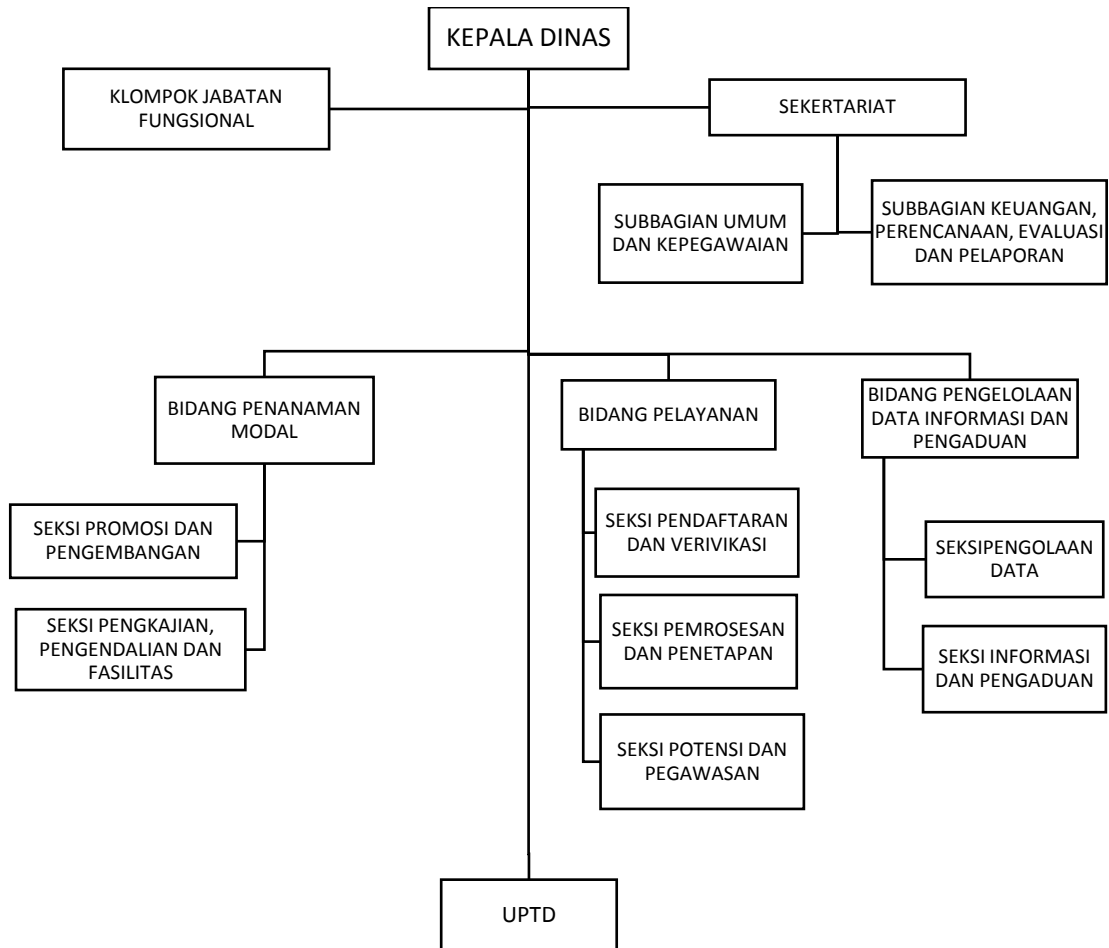 KEPALA DINAS
KLOMPOK JABATAN
FUNGSIONAL
SEKERTARIAT
SUBBAGIAN UMUM
DAN KEPEGAWAIAN
SUBBAGIAN KEUANGAN,
PERENCANAAN, EVALUASI
DAN PELAPORAN
BIDANG PENANAMAN
MODAL
BIDANG PELAYANAN
BIDANG PENGELOLAAN
DATA INFORMASI DAN
PENGADUAN
SEKSI PROMOSI DAN
PENGEMBANGAN
SEKSI PENGKAJIAN,
PENGENDALIAN DAN
FASILITAS
SEKSI PENDAFTARAN
DAN VERIVIKASI
SEKSI PEMROSESAN
DAN PENETAPAN
SEKSI POTENSI DAN
PEGAWASAN
SEKSIPENGOLAAN
DATA
SEKSI INFORMASI
DAN PENGADUAN
UPTD